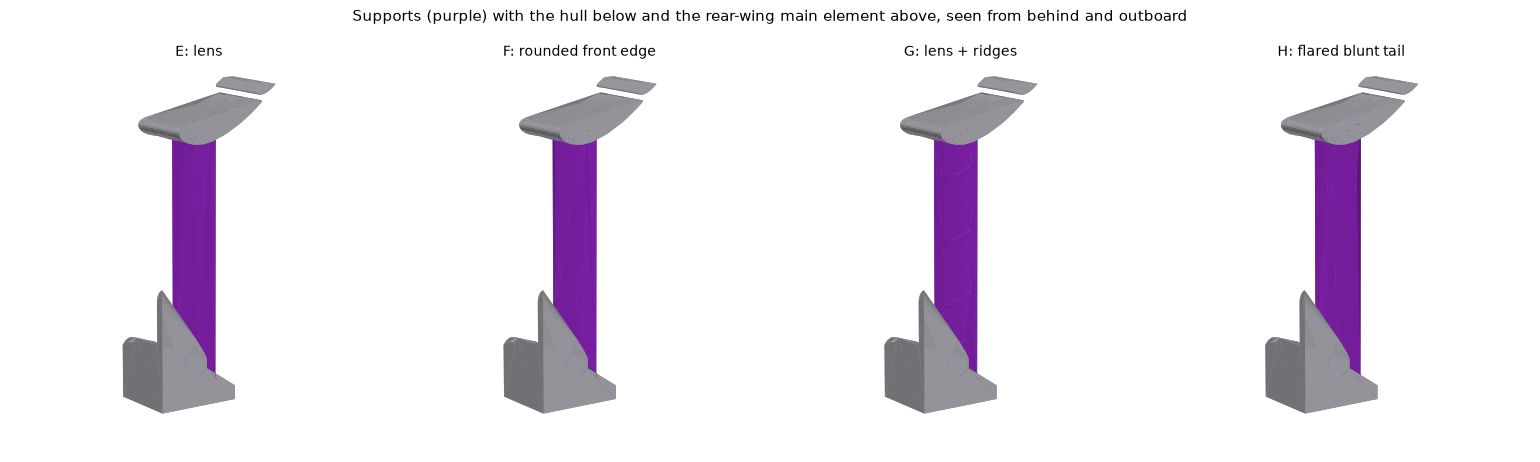 Supports (purple) with the hull below and the rear-wing main element above, seen from behind and outboard
E: lens
F: rounded front edge
G: lens + ridges
H: flared blunt tail